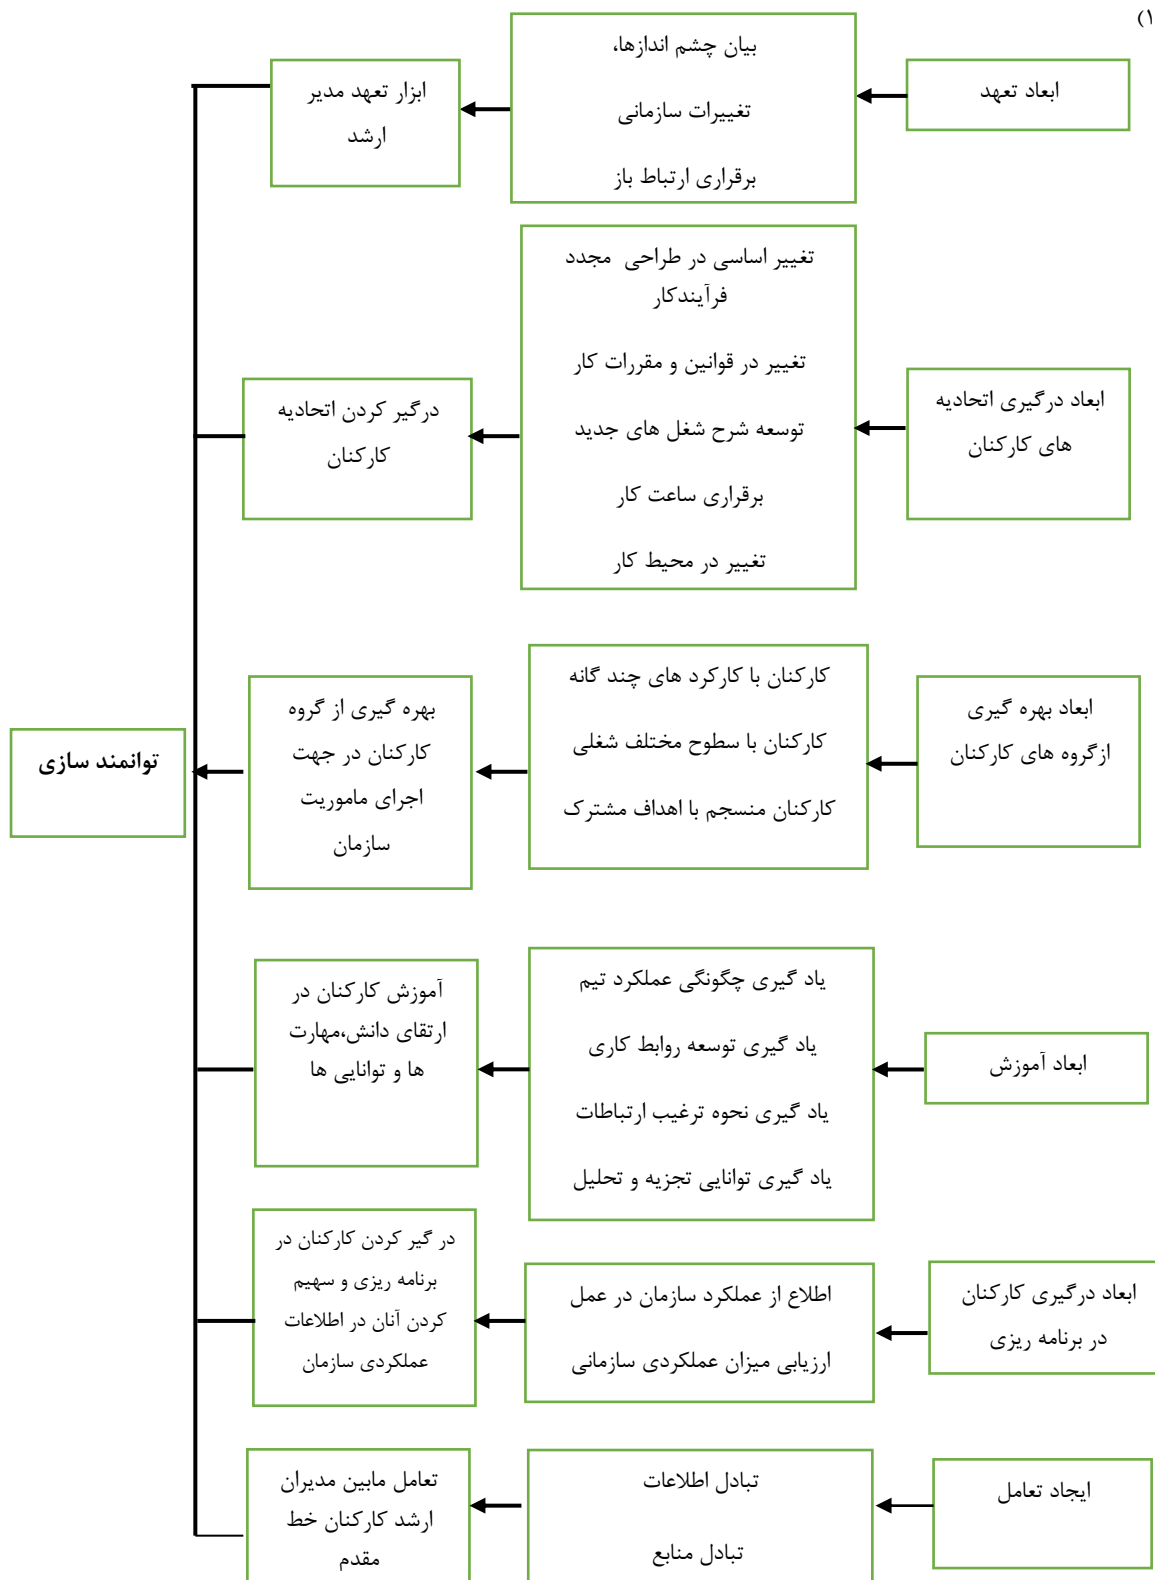 ۱)
ابعاد تعهد
بیان چشم اندازها،
تغییرات سازمانی
برقراری ارتباط باز
ابزار تعهد مدیر
ارشد
ابعاد درگیری اتحادیه
های کارکنان
تغییر اساسی در طراحی مجدد
فرآیندکار
تغییر در قوانین و مقررات کار
توسعه شرح شغل های جدید
برقراری ساعت کار
تغییر در محیط کار
درگیر کردن اتحادیه
کارکنان
ابعاد بهره گیری
ازگروه های کارکنان
کارکنان با کارکرد های چند گانه
کارکنان با سطوح مختلف شغلی
کارکنان منسجم با اهداف مشترک
بهره گیری از گروه
کارکنان در جهت
اجرای ماموریت
سازمان
توانمند سازی
ابعاد آموزش
یاد گیری چگونگی عملکرد تیم
یاد گیری توسعه روابط کاری
یاد گیری نحوه ترغیب ارتباطات
یاد گیری توانایی تجزیه و تحلیل
آموزش کارکنان در
ارتقای دانش،مهارت
ها و توانایی ها
ابعاد درگیری کارکنان
در برنامه ریزی
اطلاع از عملکرد سازمان در عمل
ارزیابی میزان عملکردی سازمانی
در گیر کردن کارکنان در
برنامه ریزی و سهیم
کردن آنان در اطلاعات
عملکردی سازمان
ایجاد تعامل
تبادل اطلاعات
تبادل منابع
تعامل مابین مدیران
ارشد کارکنان خط
مقدم